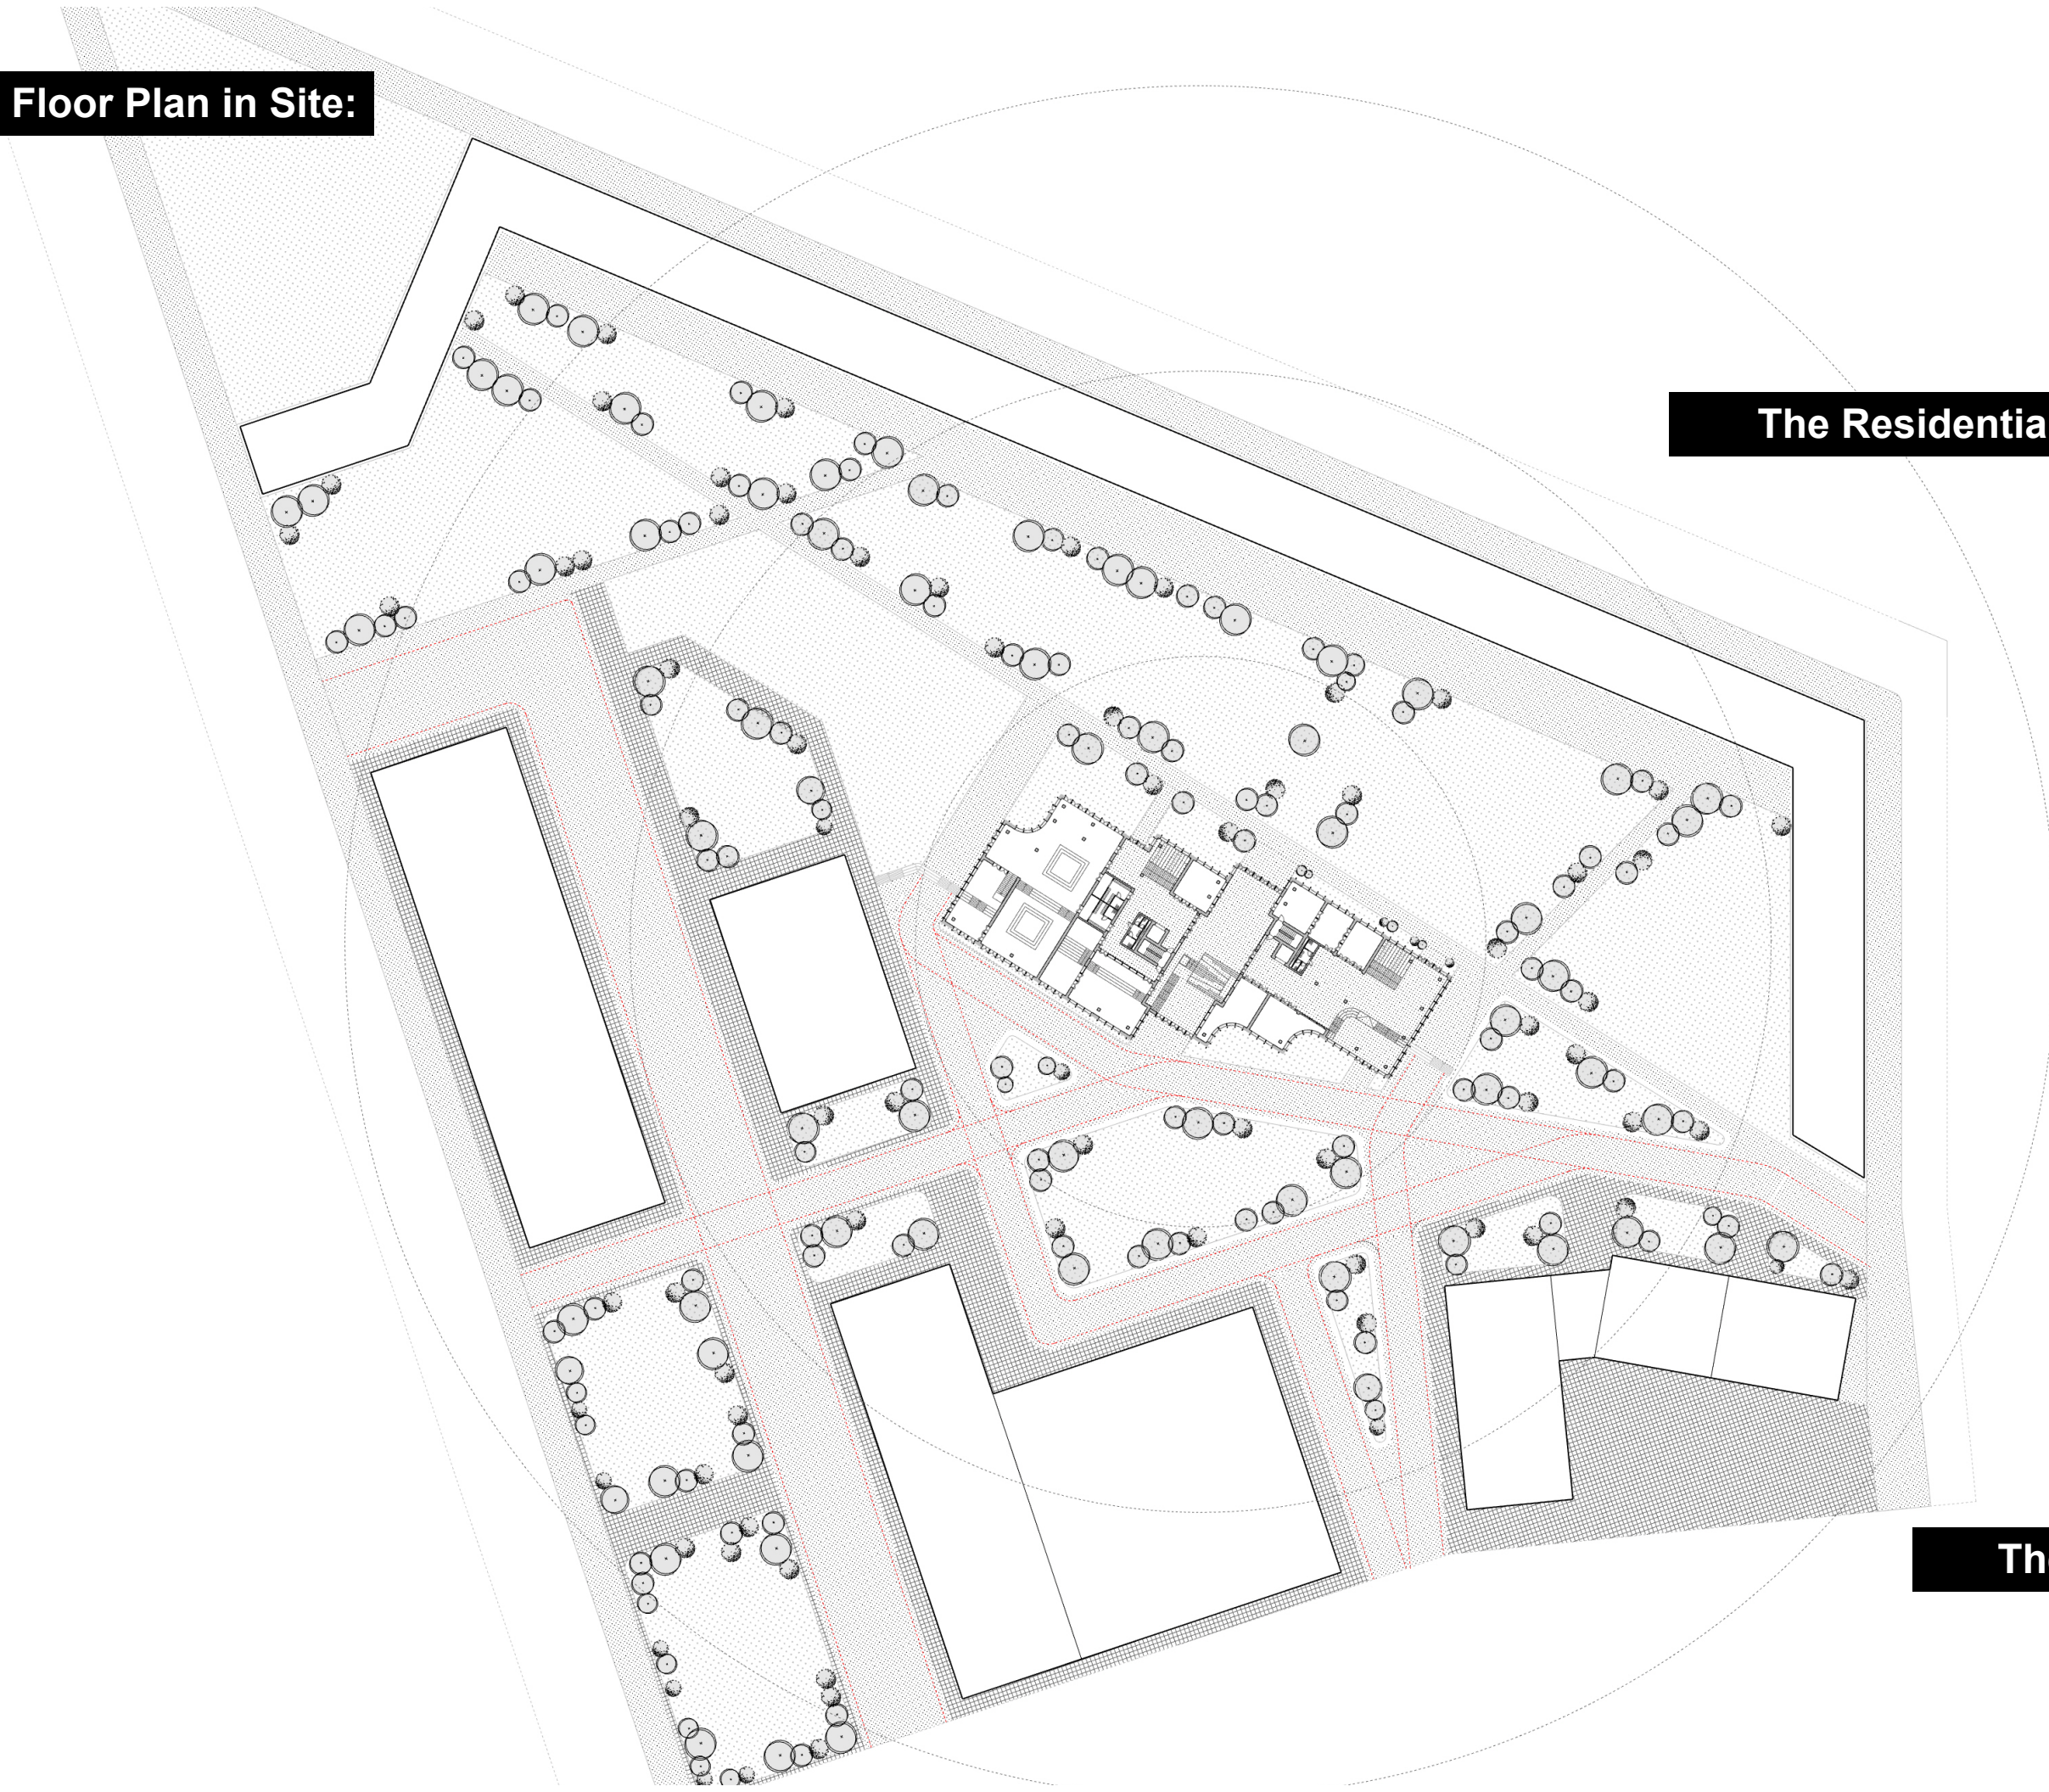 Floor Plan in Site:
The Residentia
Th